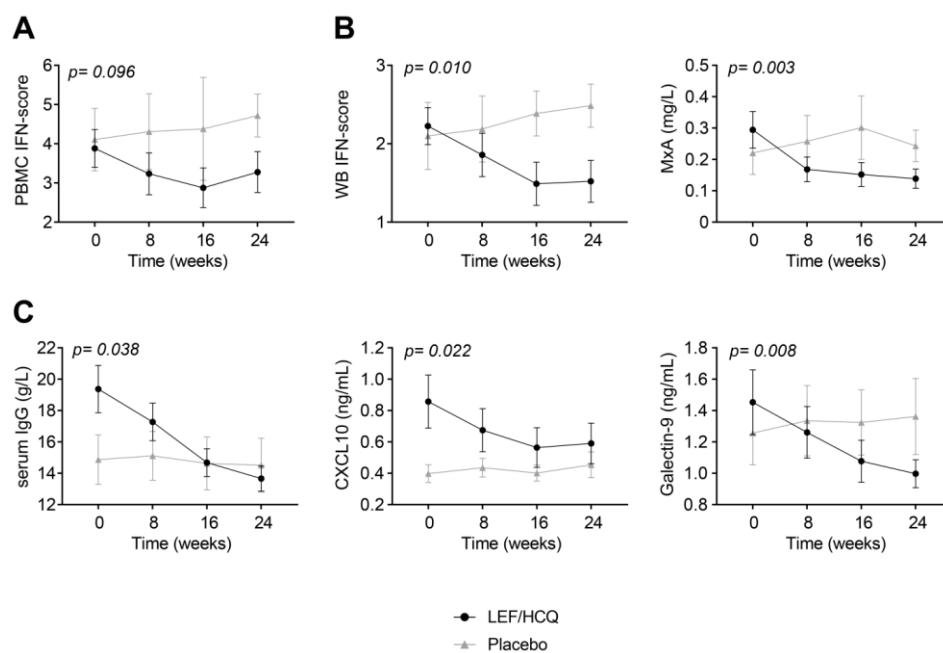 A
p= 0.096
PBMC IFN-score
6
5
4
3
2
0 8 16 24
Time (weeks)
B
p= 0.010
WB IFN-score
3
2
1
0 8 16 24
Time (weeks)
p= 0.003
MxA (mg/L)
0.5
0.4
0.3
0.2
0.1
0
0 8 16 24
Time (weeks)
C
p= 0.038
serum IgG (g/L)
22
20
18
16
14
12
0 8 16 24
Time (weeks)
p= 0.022
CXCL10 (ng/mL)
1.2
1.0
0.8
0.6
0.4
0.2
0 8 16 24
Time (weeks)
p= 0.008
Galectin-9 (ng/mL)
1.8
1.6
1.4
1.2
1.0
0.8
0 8 16 24
Time (weeks)
LEF/HCQ
Placebo